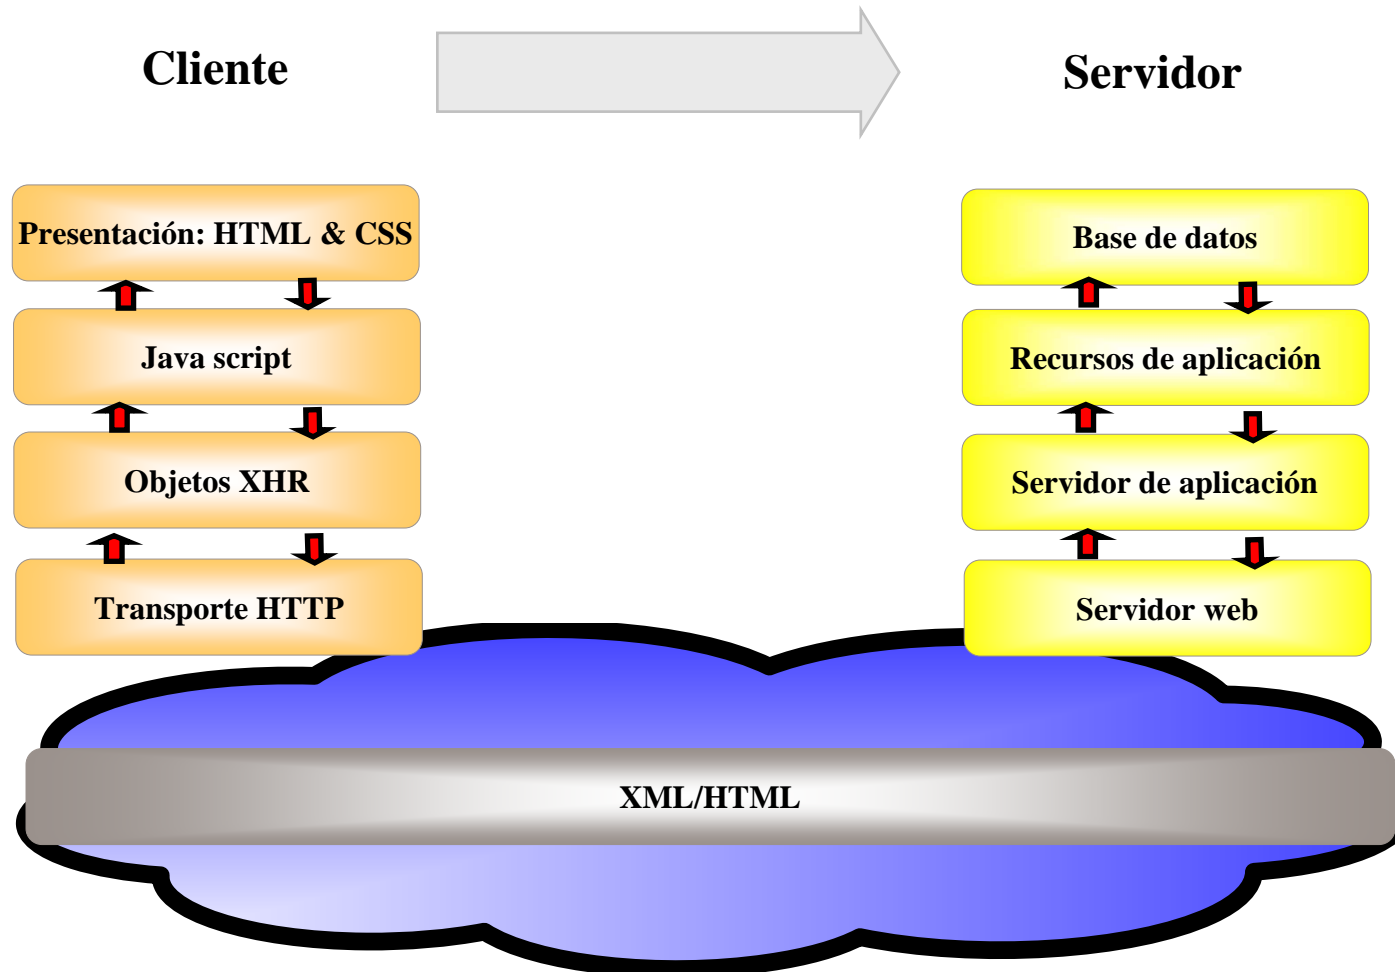 Cliente
Servidor
Presentación: HTML & CSS
Java script
Objetos XHR
Transporte HTTP
Base de datos
Recursos de aplicación
Servidor de aplicación
Servidor web
XML/HTML